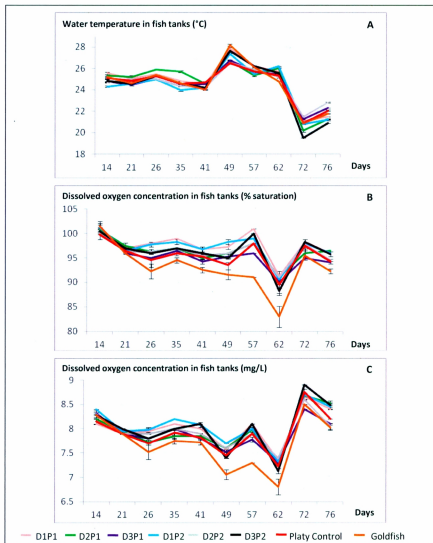 Water temperature in fish tanks (°C)
A
28
26
24
22
20
18
14 21 26 35 41 49 57 62 72 76 Days
Dissolved oxygen concentration in fish tanks (% saturation)
B
105
100
95
90
85
80
14 21 26 35 41 49 57 62 72 76 Days
Dissolved oxygen concentration in fish tanks (mg/L)
C
9
8.5
8
7.5
7
6.5
14 21 26 35 41 49 57 62 72 76 Days
D1P1 D2P1 D3P1 D1P2 D2P2 D3P2 Platy Control Goldfish